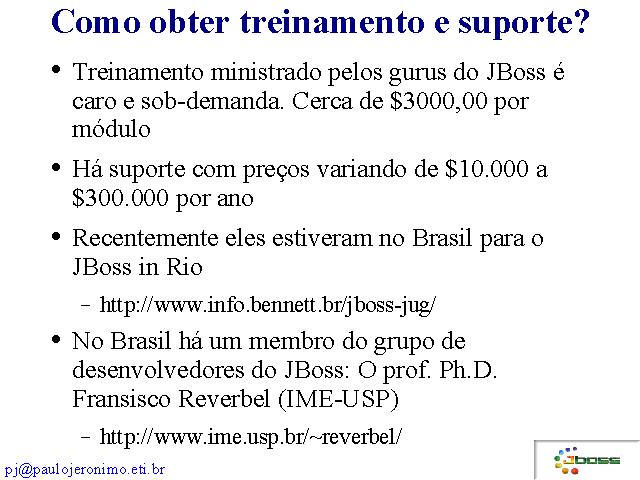 Como obter treinamento e suporte?
• Treinamento ministrado pelos gurus do JBoss é
caro e sob-demanda. Cerca de $3000,00 por
módulo
• Há suporte com preços variando de $10.000 a
$300.000 por ano
• Recentemente eles estiveram no Brasil para o
JBoss in Rio
– http://www.info.bennett.br/jboss-jug/
• No Brasil há um membro do grupo de
desenvolvedores do JBoss: O prof. Ph.D.
Fransisco Reverbel (IME-USP)
– http://www.ime.usp.br/~reverbel/
pj@paulojeronimo.eti.br
JBoss